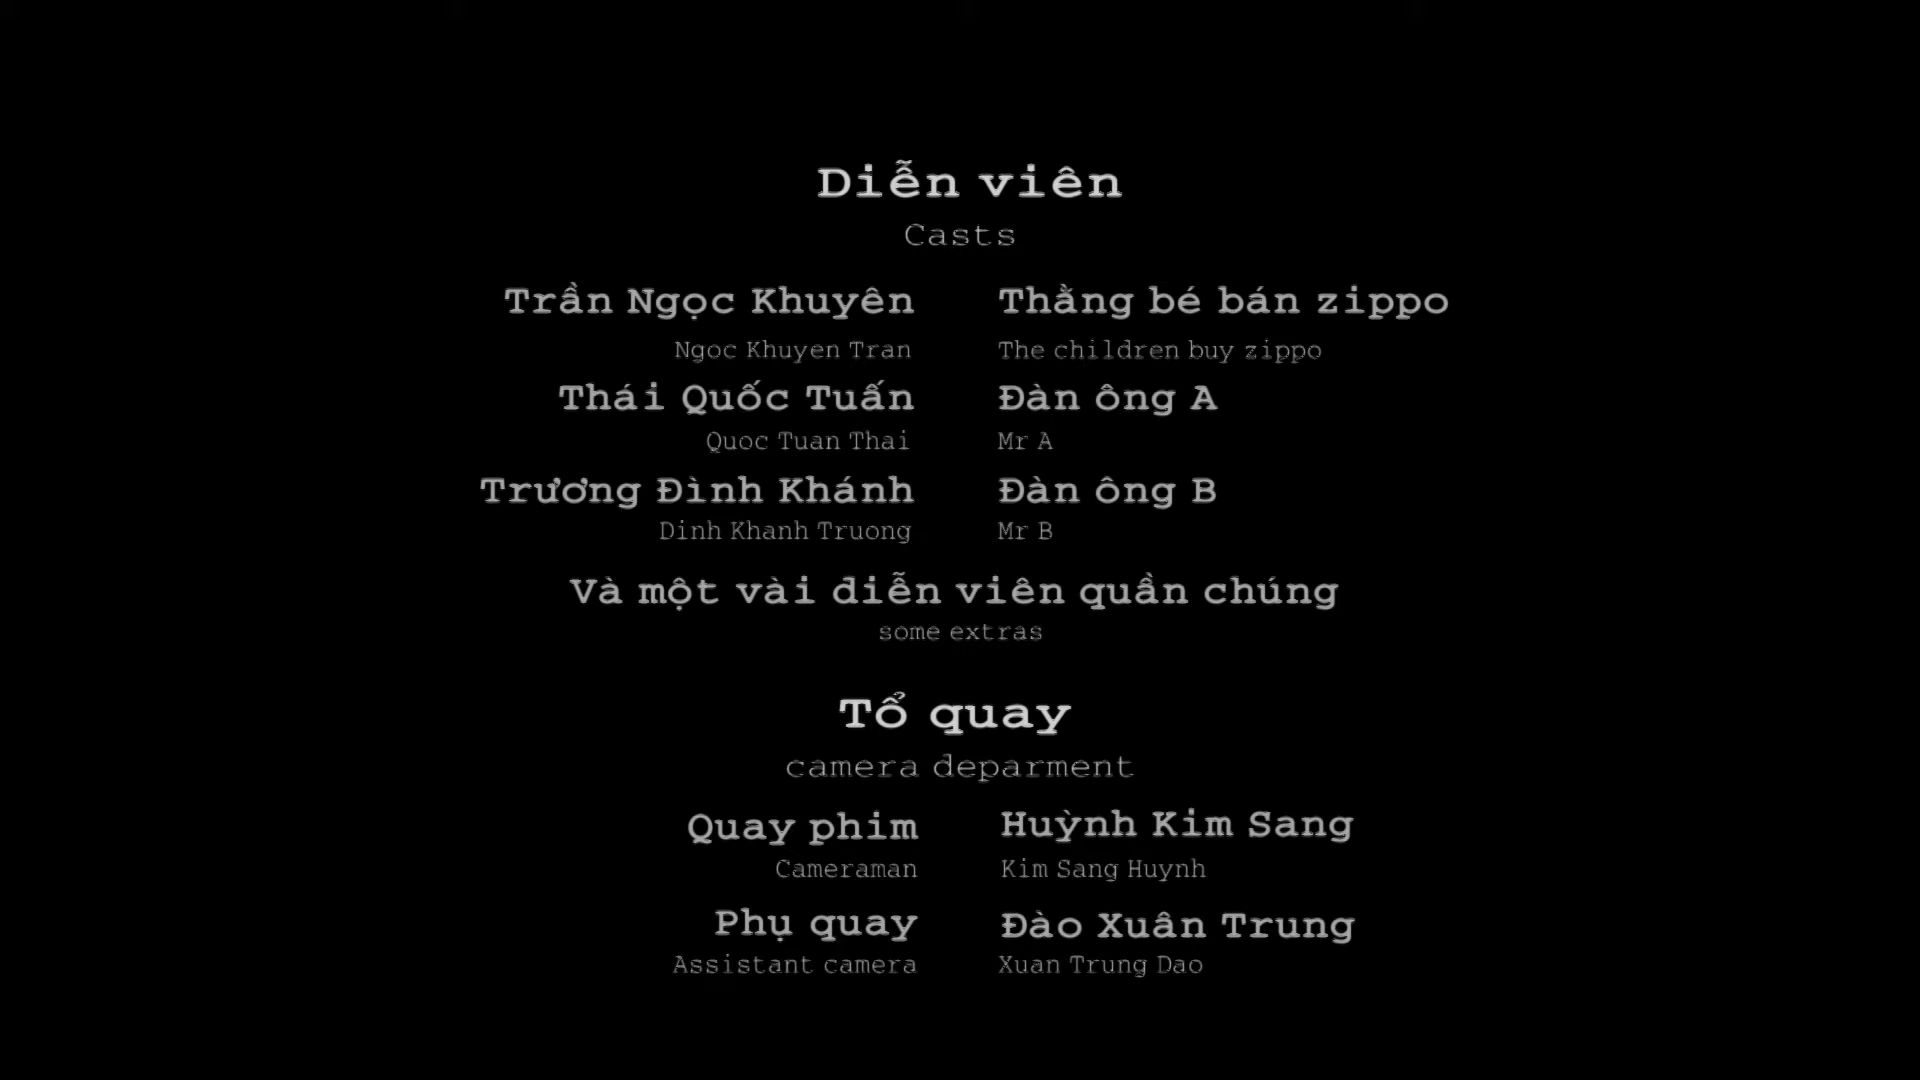 Diễn viên
Casts
Trần Ngọc Khuyên Thằng bé bán zippo
Ngoc Khuyen Tran The children buy zippo
Thái Quốc Tuấn Đàn ông A
Quoc Tuan Thai Mr A
Trương Đình Khánh Đàn ông B
Dinh Khanh Truong Mr B
Và một vài diễn viên quần chúng
some extras
Tổ quay
camera deparment
Quay phim Huỳnh Kim Sang
Cameraman Kim Sang Huynh
Phụ quay Đào Xuân Trung
Assistant camera Xuan Trung Dao